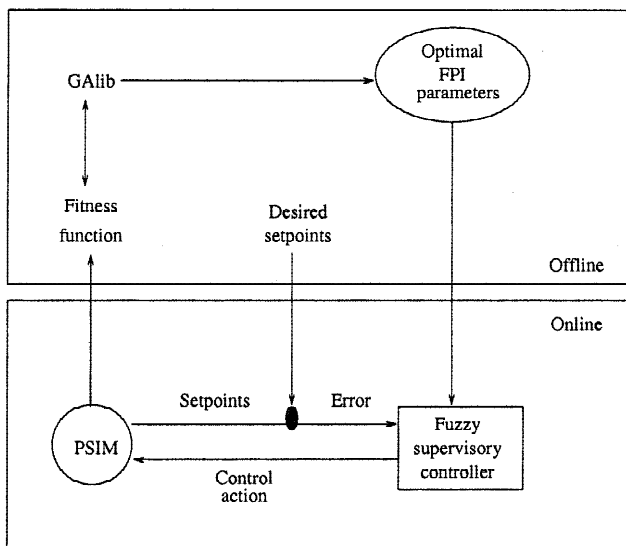 Optimal
FPI
parameters
GAlib
Fitness
function
Desired
setpoints
Offline
Online
Setpoints
Error
PSIM
Fuzzy
supervisory
controller
Control
action